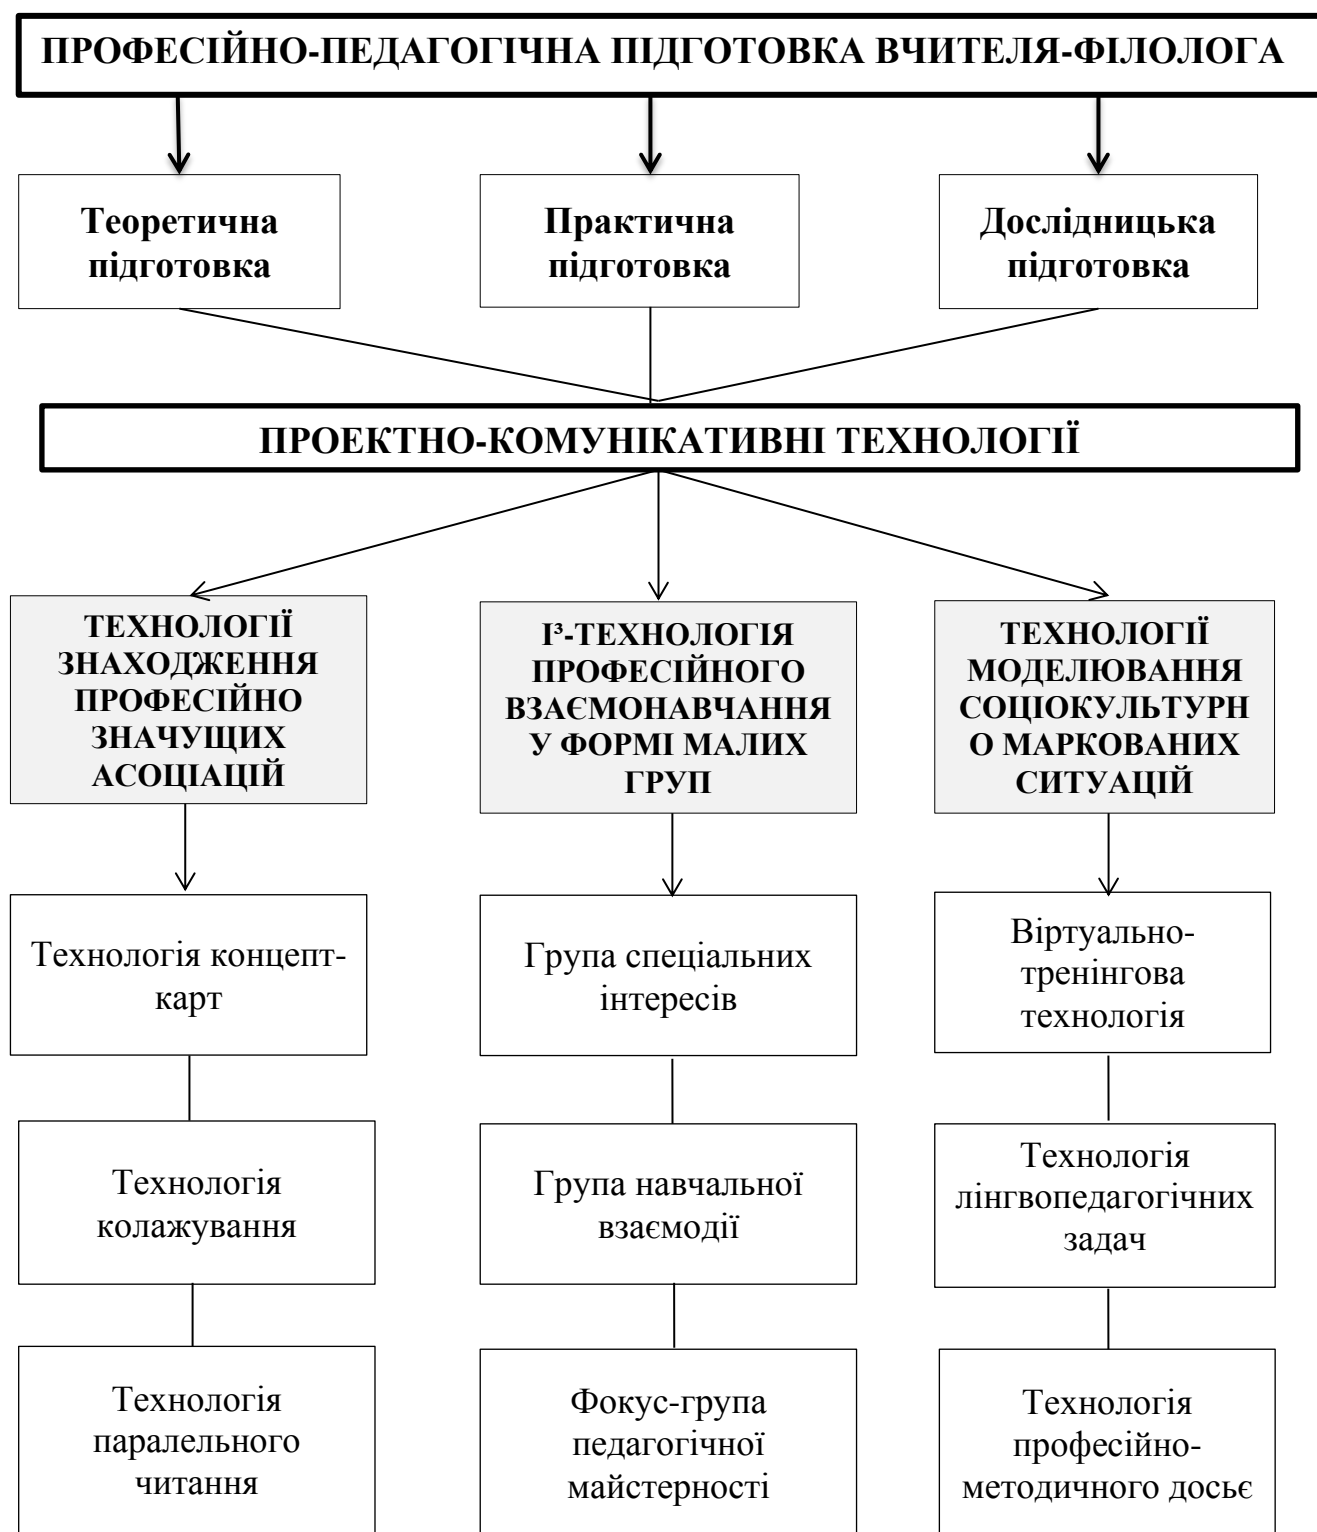 ПРОФЕСІЙНО-ПЕДАГОГІЧНА ПІДГОТОВКА ВЧИТЕЛЯ-ФІЛОЛОГА
Теоретична
підготовка
Практична
підготовка
Дослідницька
підготовка
ПРОЕКТНО-КОМУНІКАТИВНІ ТЕХНОЛОГІЇ
ТЕХНОЛОГІЇ
ЗНАХОДЖЕННЯ
ПРОФЕСІЙНО
ЗНАЧУЩИХ
АСОЦІАЦІЙ
І³-ТЕХНОЛОГІЯ
ПРОФЕСІЙНОГО
ВЗАЄМОНАВЧАННЯ
У ФОРМІ МАЛИХ
ГРУП
ТЕХНОЛОГІЇ
МОДЕЛЮВАННЯ
СОЦІОКУЛЬТУРН
О МАРКОВАНИХ
СИТУАЦІЙ
Технологія концепт-
карт
Група спеціальних
інтересів
Віртуально-
тренінгова
технологія
Технологія
колажування
Група навчальної
взаємодії
Технологія
лінгвопедагогічних
задач
Технологія
паралельного
читання
Фокус-група
педагогічної
майстерності
Технологія
професійно-
методичного досьє